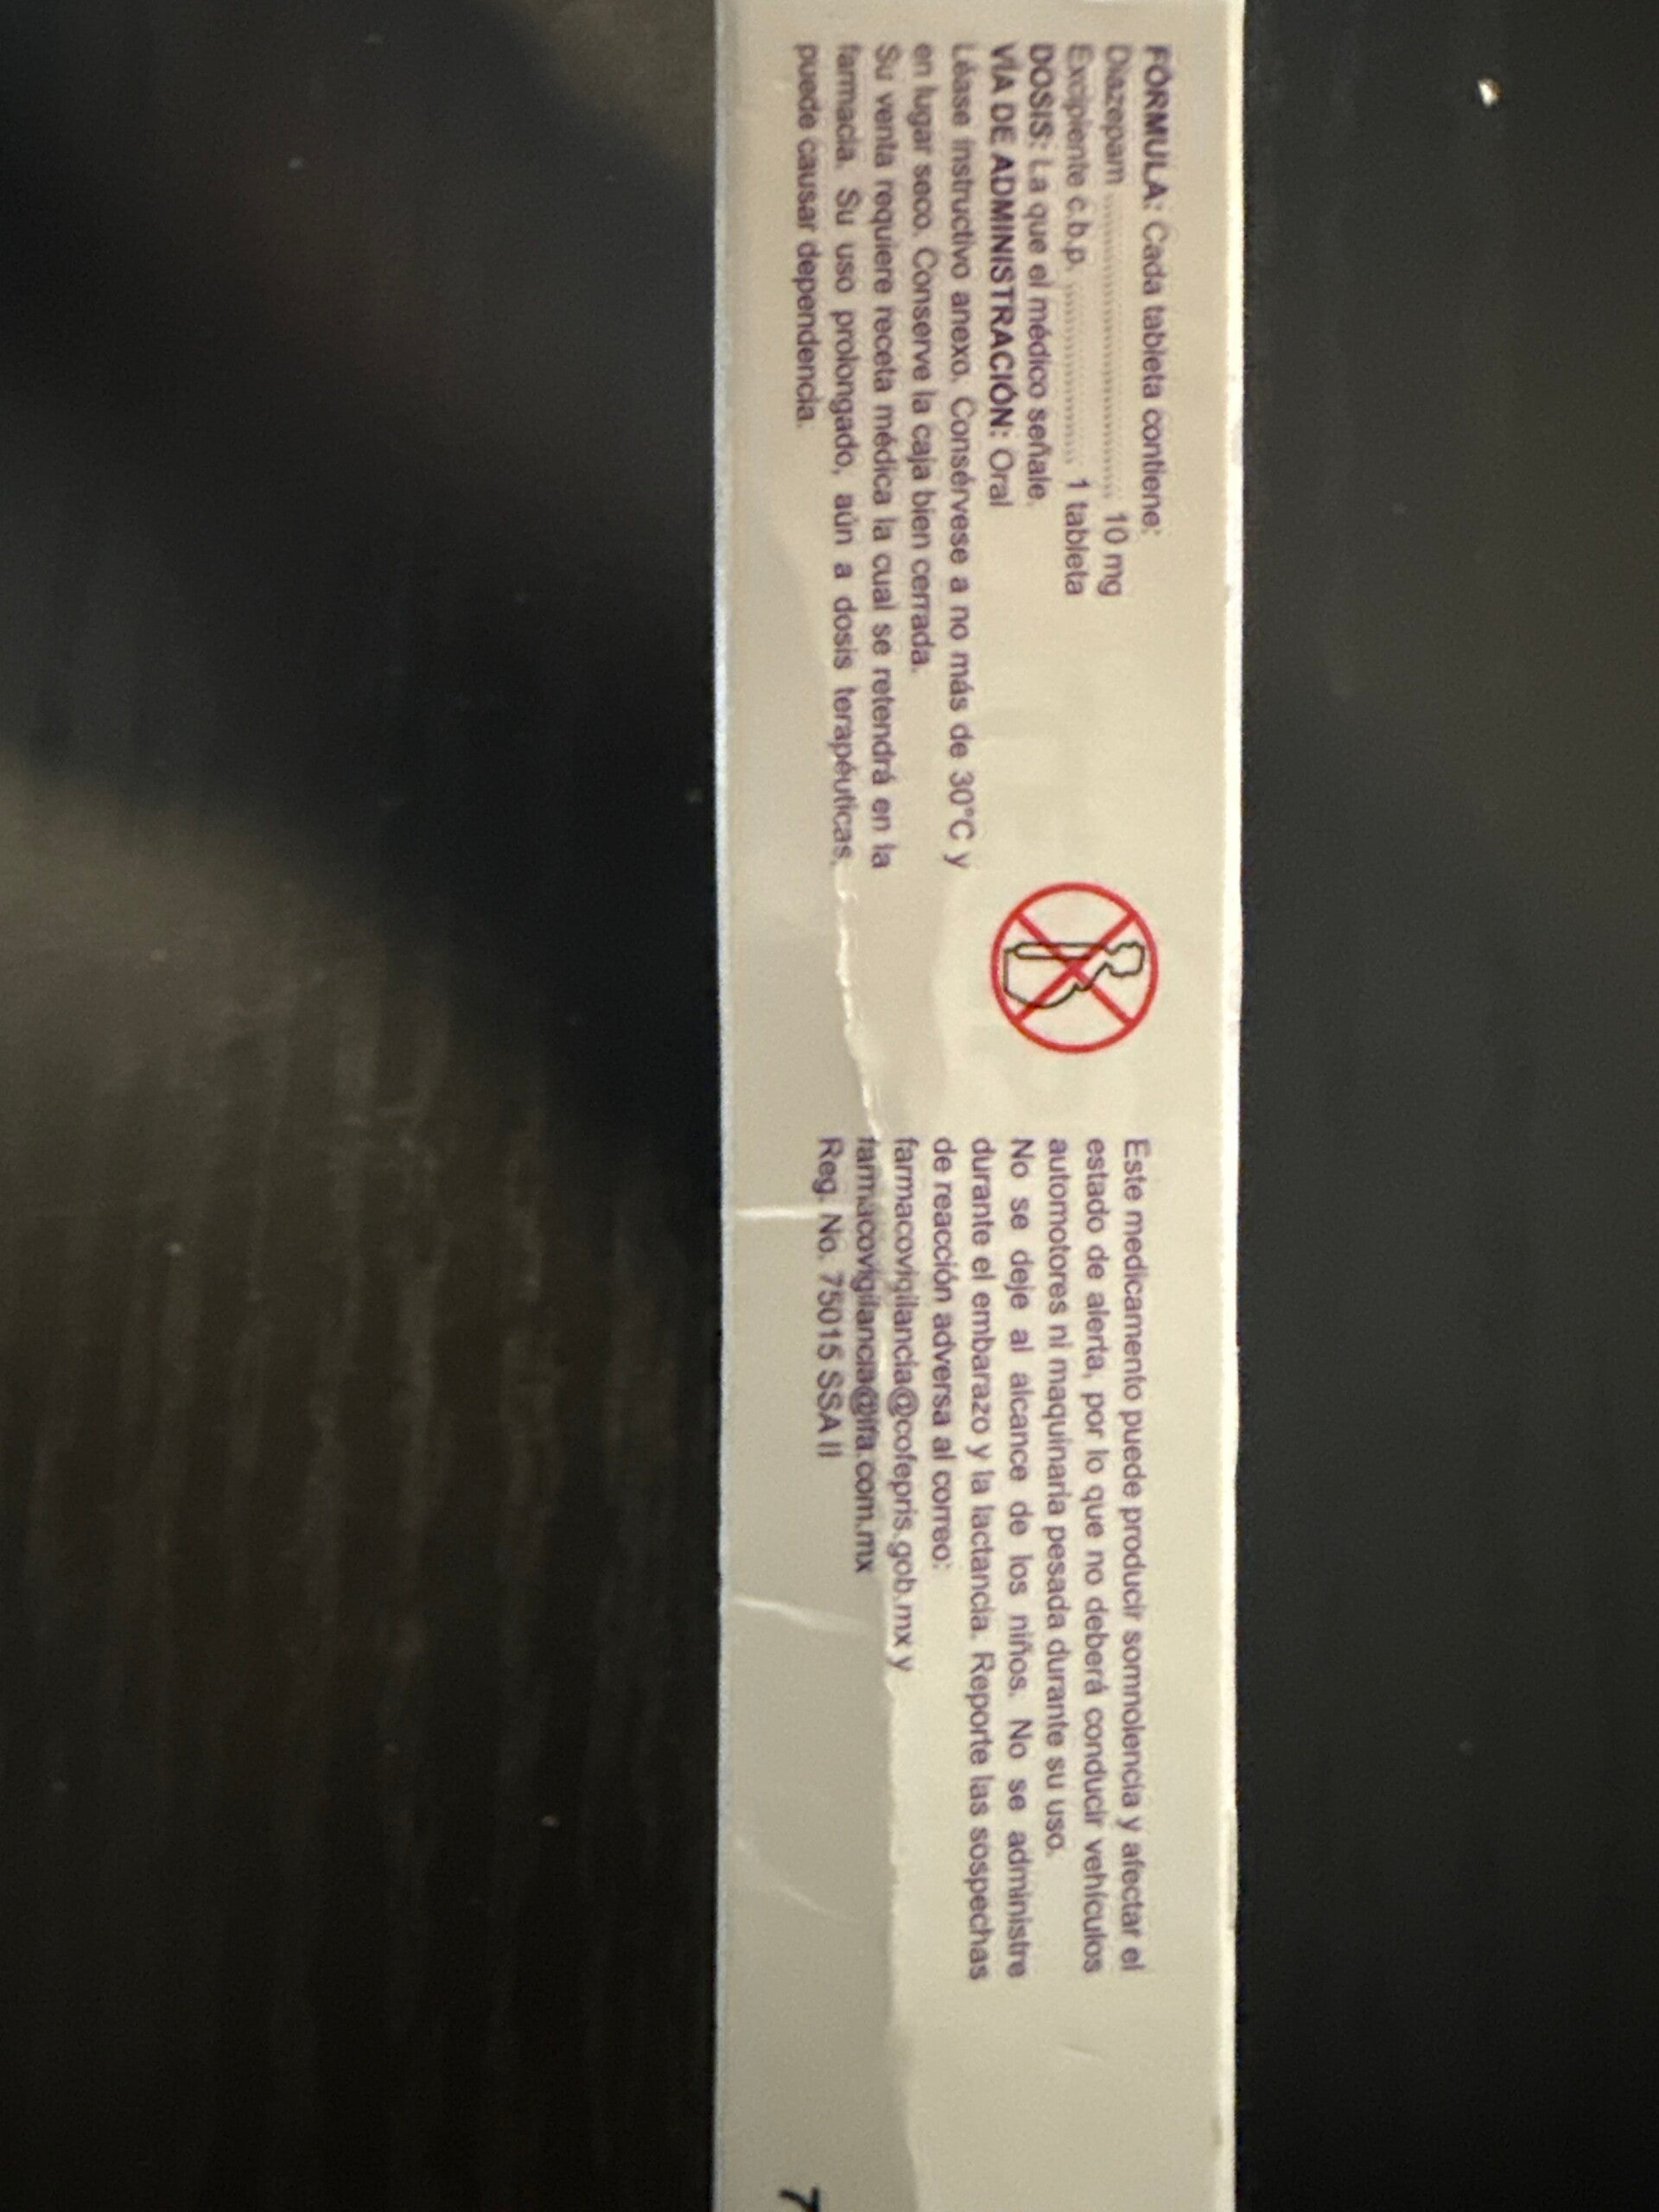 FÓRMULA: Cada tableta contiene:
Diazepam ........................................ 10 mg
Excipiente c.b.p. ........................ 1 tableta
DOSIS: La que el médico señale.
VÍA DE ADMINISTRACIÓN: Oral
Léase instructivo anexo. Consérvese a no más de 30°C y
en lugar seco. Conserve la caja bien cerrada.
Su venta requiere receta médica la cual se retendrá en la
farmacia. Su uso prolongado, aún a dosis terapéuticas,
puede causar dependencia.
Este medicamento puede producir somnolencia y afectar el
estado de alerta, por lo que no deberá conducir vehículos
automotores ni maquinaria pesada durante su uso.
No se deje al alcance de los niños. No se administre
durante el embarazo y la lactancia. Reporte las sospechas
de reacción adversa al correo:
farmacovigilancia@cofepris.gob.mx y
farmacovigilancia@ifa.com.mx
Reg. No. 75015 SSA II
7